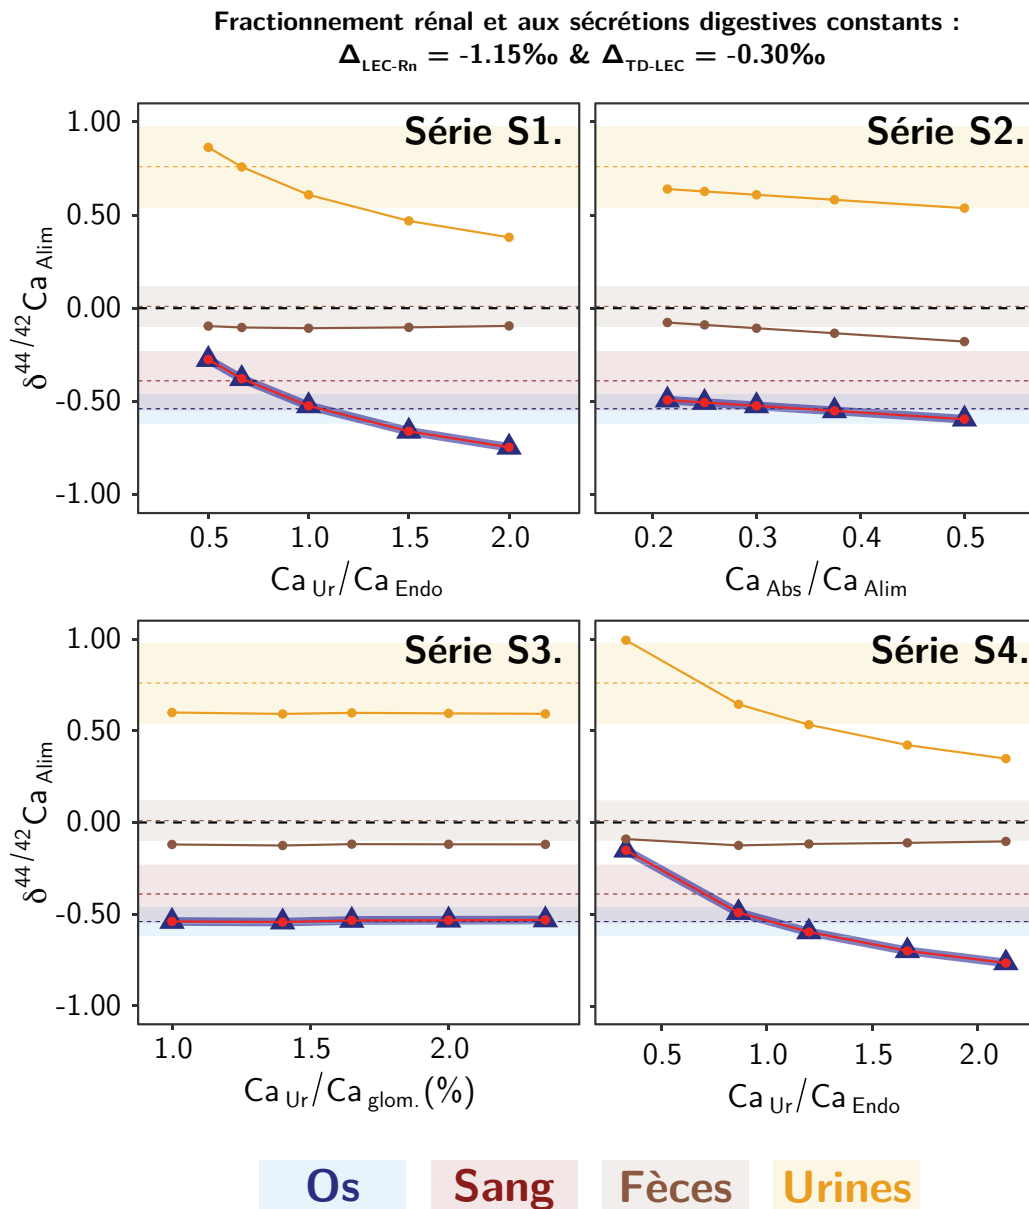 Fractionnement rénal et aux sécrétions digestives constants :
Δ LEC-Rn = -1.15‰ & Δ TD-LEC = -0.30‰
Série S1.
Série S2.
δ44/42Ca Alim
1.00
0.50
0.00
-0.50
-1.00
0.5 1.0 1.5 2.0
0.2 0.3 0.4 0.5
Ca Ur/Ca Endo
Ca Abs/Ca Alim
Série S3.
Série S4.
δ44/42Ca Alim
1.00
0.50
0.00
-0.50
-1.00
1.0 1.5 2.0
0.5 1.0 1.5 2.0
Ca Ur/Ca glom.(%)
Ca Ur/Ca Endo
Os Sang Fèces Urines